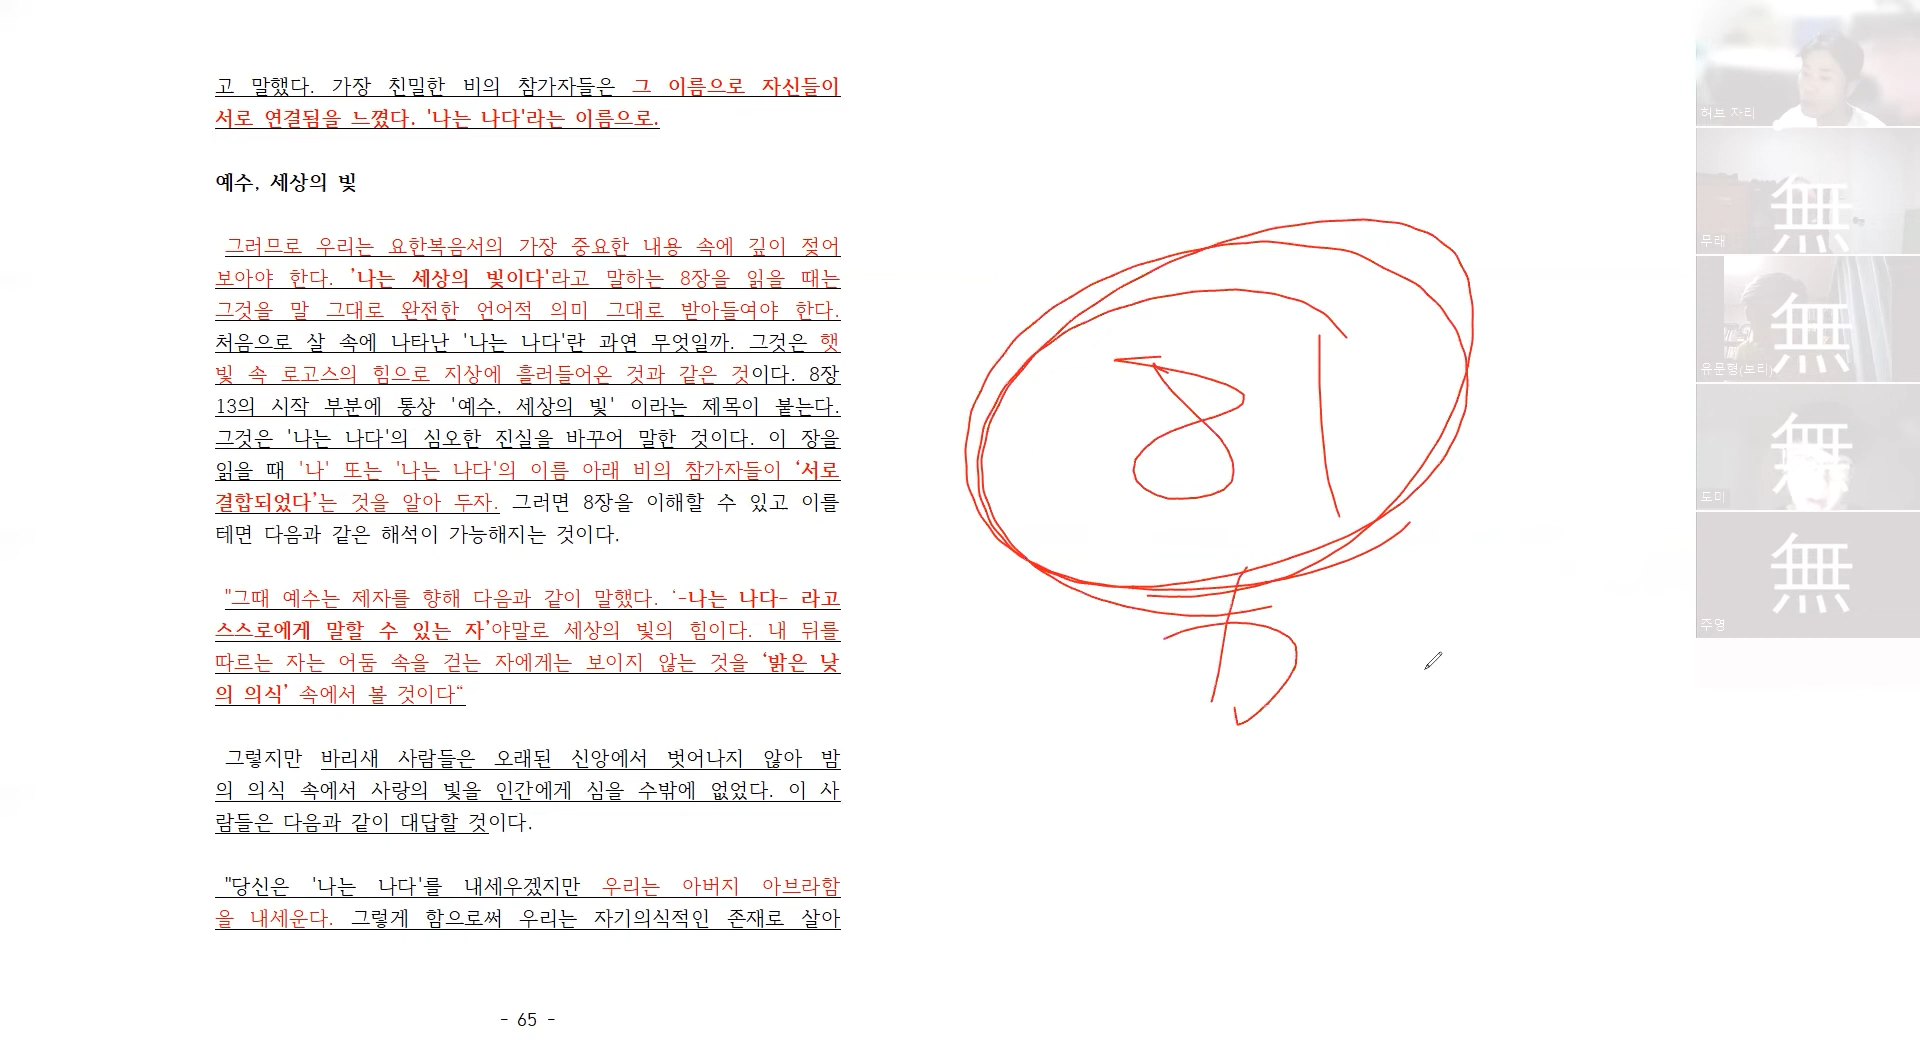 고 말했다. 가장 친밀한 비의 참가자들은 그 이름으로 자신들이
서로 연결됨을 느꼈다. '나는 나다'라는 이름으로.
예수, 세상의 빛
그러므로 우리는 요한복음서의 가장 중요한 내용 속에 깊이 젖어
보아야 한다. '나는 세상의 빛이다'라고 말하는 8장을 읽을 때는
그것을 말 그대로 완전한 언어적 의미 그대로 받아들여야 한다.
처음으로 살 속에 나타난 '나는 나다'란 과연 무엇일까. 그것은 햇
빛 속 로고스의 힘으로 지상에 흘러들어온 것과 같은 것이다. 8장
13의 시작 부분에 통상 '예수, 세상의 빛' 이라는 제목이 붙는다.
그것은 '나는 나다'의 심오한 진실을 바꾸어 말한 것이다. 이 장을
읽을 때 '나' 또는 '나는 나다'의 이름 아래 비의 참가자들이 ‘서로
결합되었다’는 것을 알아 두자. 그러면 8장을 이해할 수 있고 이를
테면 다음과 같은 해석이 가능해지는 것이다.
"그때 예수는 제자를 향해 다음과 같이 말했다. ‘-나는 나다- 라고
스스로에게 말할 수 있는 자’야말로 세상의 빛의 힘이다. 내 뒤를
따르는 자는 어둠 속을 걷는 자에게는 보이지 않는 것을 ‘밝은 낮
의 의식’ 속에서 볼 것이다“
그렇지만 바리새 사람들은 오래된 신앙에서 벗어나지 않아 밤
의 의식 속에서 사랑의 빛을 인간에게 심을 수밖에 없었다. 이 사
람들은 다음과 같이 대답할 것이다.
"당신은 '나는 나다'를 내세우겠지만 우리는 아버지 아브라함
을 내세운다. 그렇게 함으로써 우리는 자기의식적인 존재로 살아
- 65 -
허브 자리
無
무래
無
유문형(보리)
無
도미
無
주영